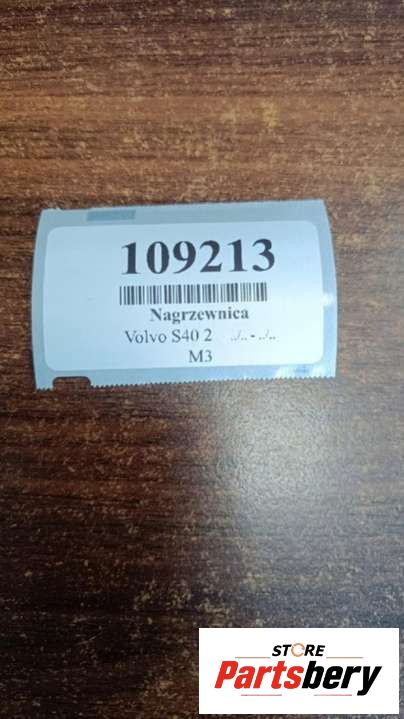 109213
Nagrzewnica
Volvo S40 2 ../.. - ../..
M3
STORE
Partsbery